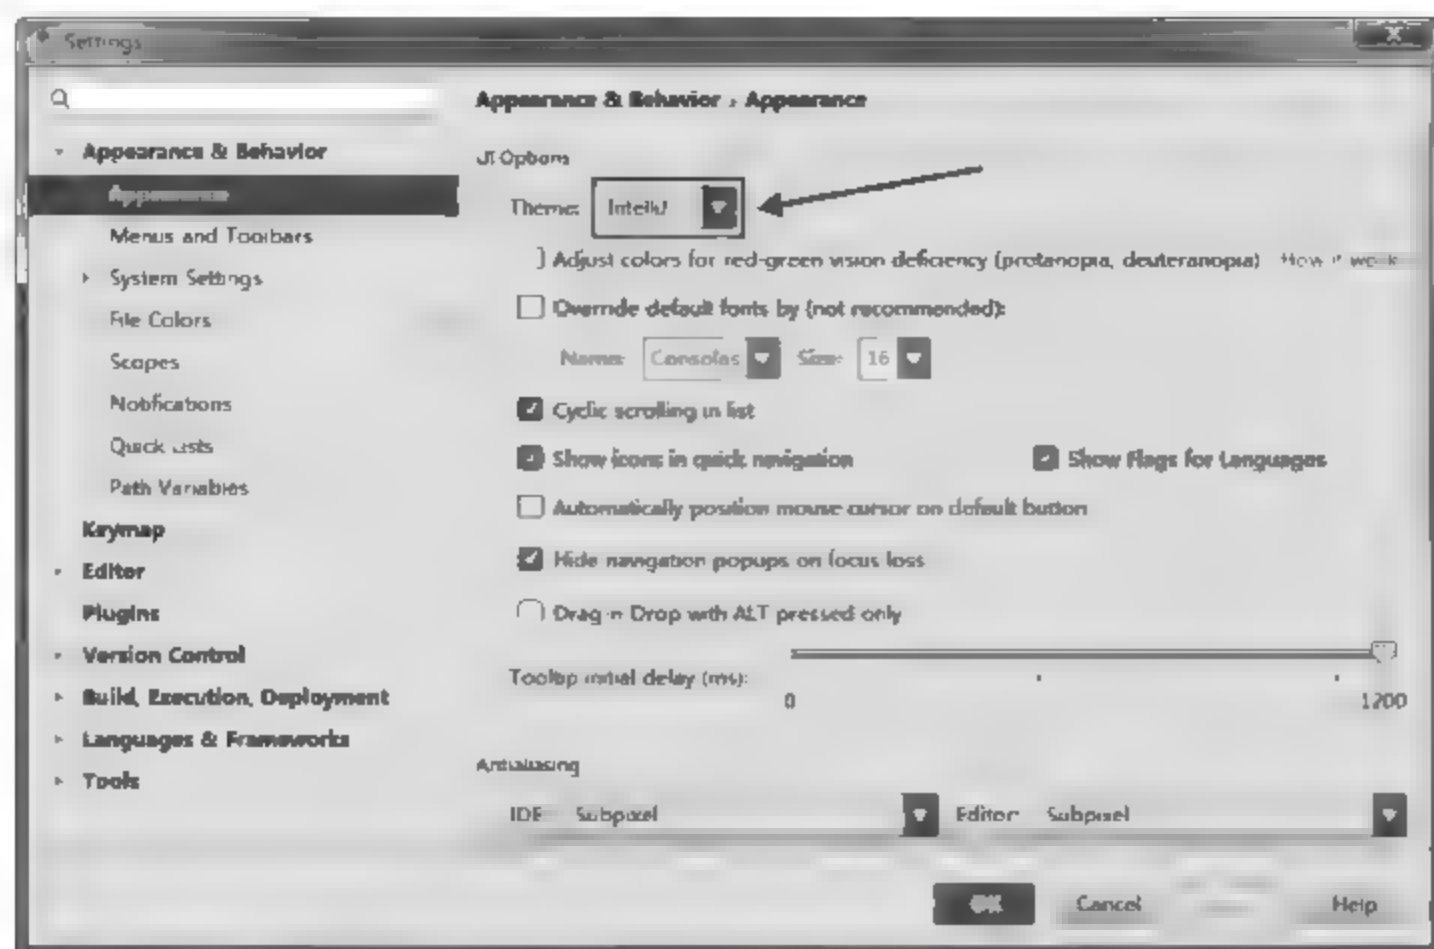 Settings
Appearance & Behavior › Appearance
Appearance & Behavior
Appearance
Menus and Toolbars
System Settings
File Colors
Scopes
Notifications
Quick Lists
Path Variables
Keymap
Editor
Plugins
Version Control
Build, Execution, Deployment
Languages & Frameworks
Tools
UI Options
Theme: IntelliJ
Adjust colors for red-green vision deficiency (protanopia, deuteranopia) How it work
Override default fonts by (not recommended):
Name: Consolas Size: 16
Cyclic scrolling in list
Show icons in quick navigation Show Flags for Languages
Automatically position mouse cursor on default button
Hide navigation popups on focus loss
Drag-n-Drop with ALT pressed only
Tooltip initial delay (ms):
0 1200
Antialiasing
IDE: Subpixel Editor: Subpixel
OK Cancel Help